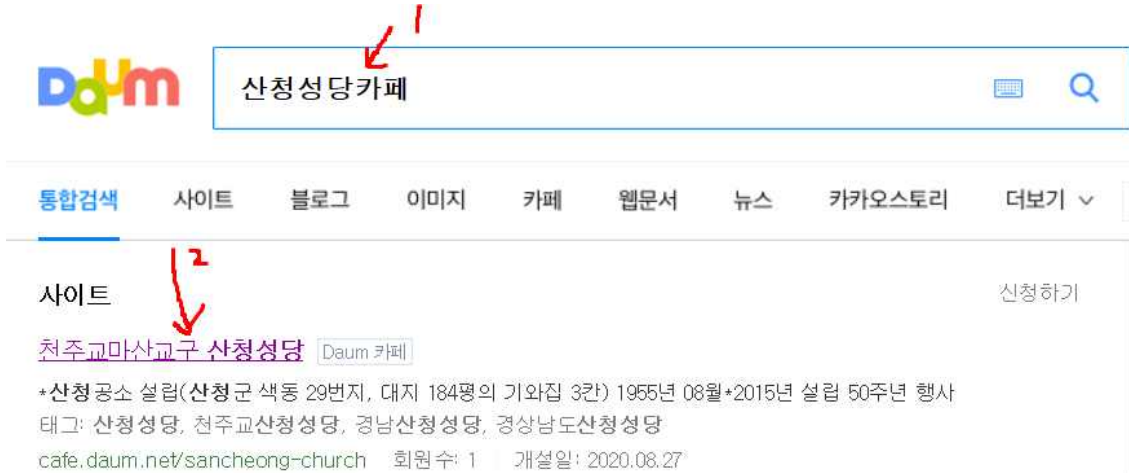 1
Daum 산청성당카페
통합검색 사이트 블로그 이미지 카페 웹문서 뉴스 카카오스토리 더보기
2
사이트 신청하기
천주교마산교구 산청성당 Daum 카페
*산청공소 설립(산청군 색동 29번지, 대지 184평의 기와집 3칸) 1955년 08월*2015년 설립 50주년 행사
태그: 산청성당, 천주교산청성당, 경남산청성당, 경상남도산청성당
cafe.daum.net/sancheong-church 회원수: 1 개설일: 2020.08.27